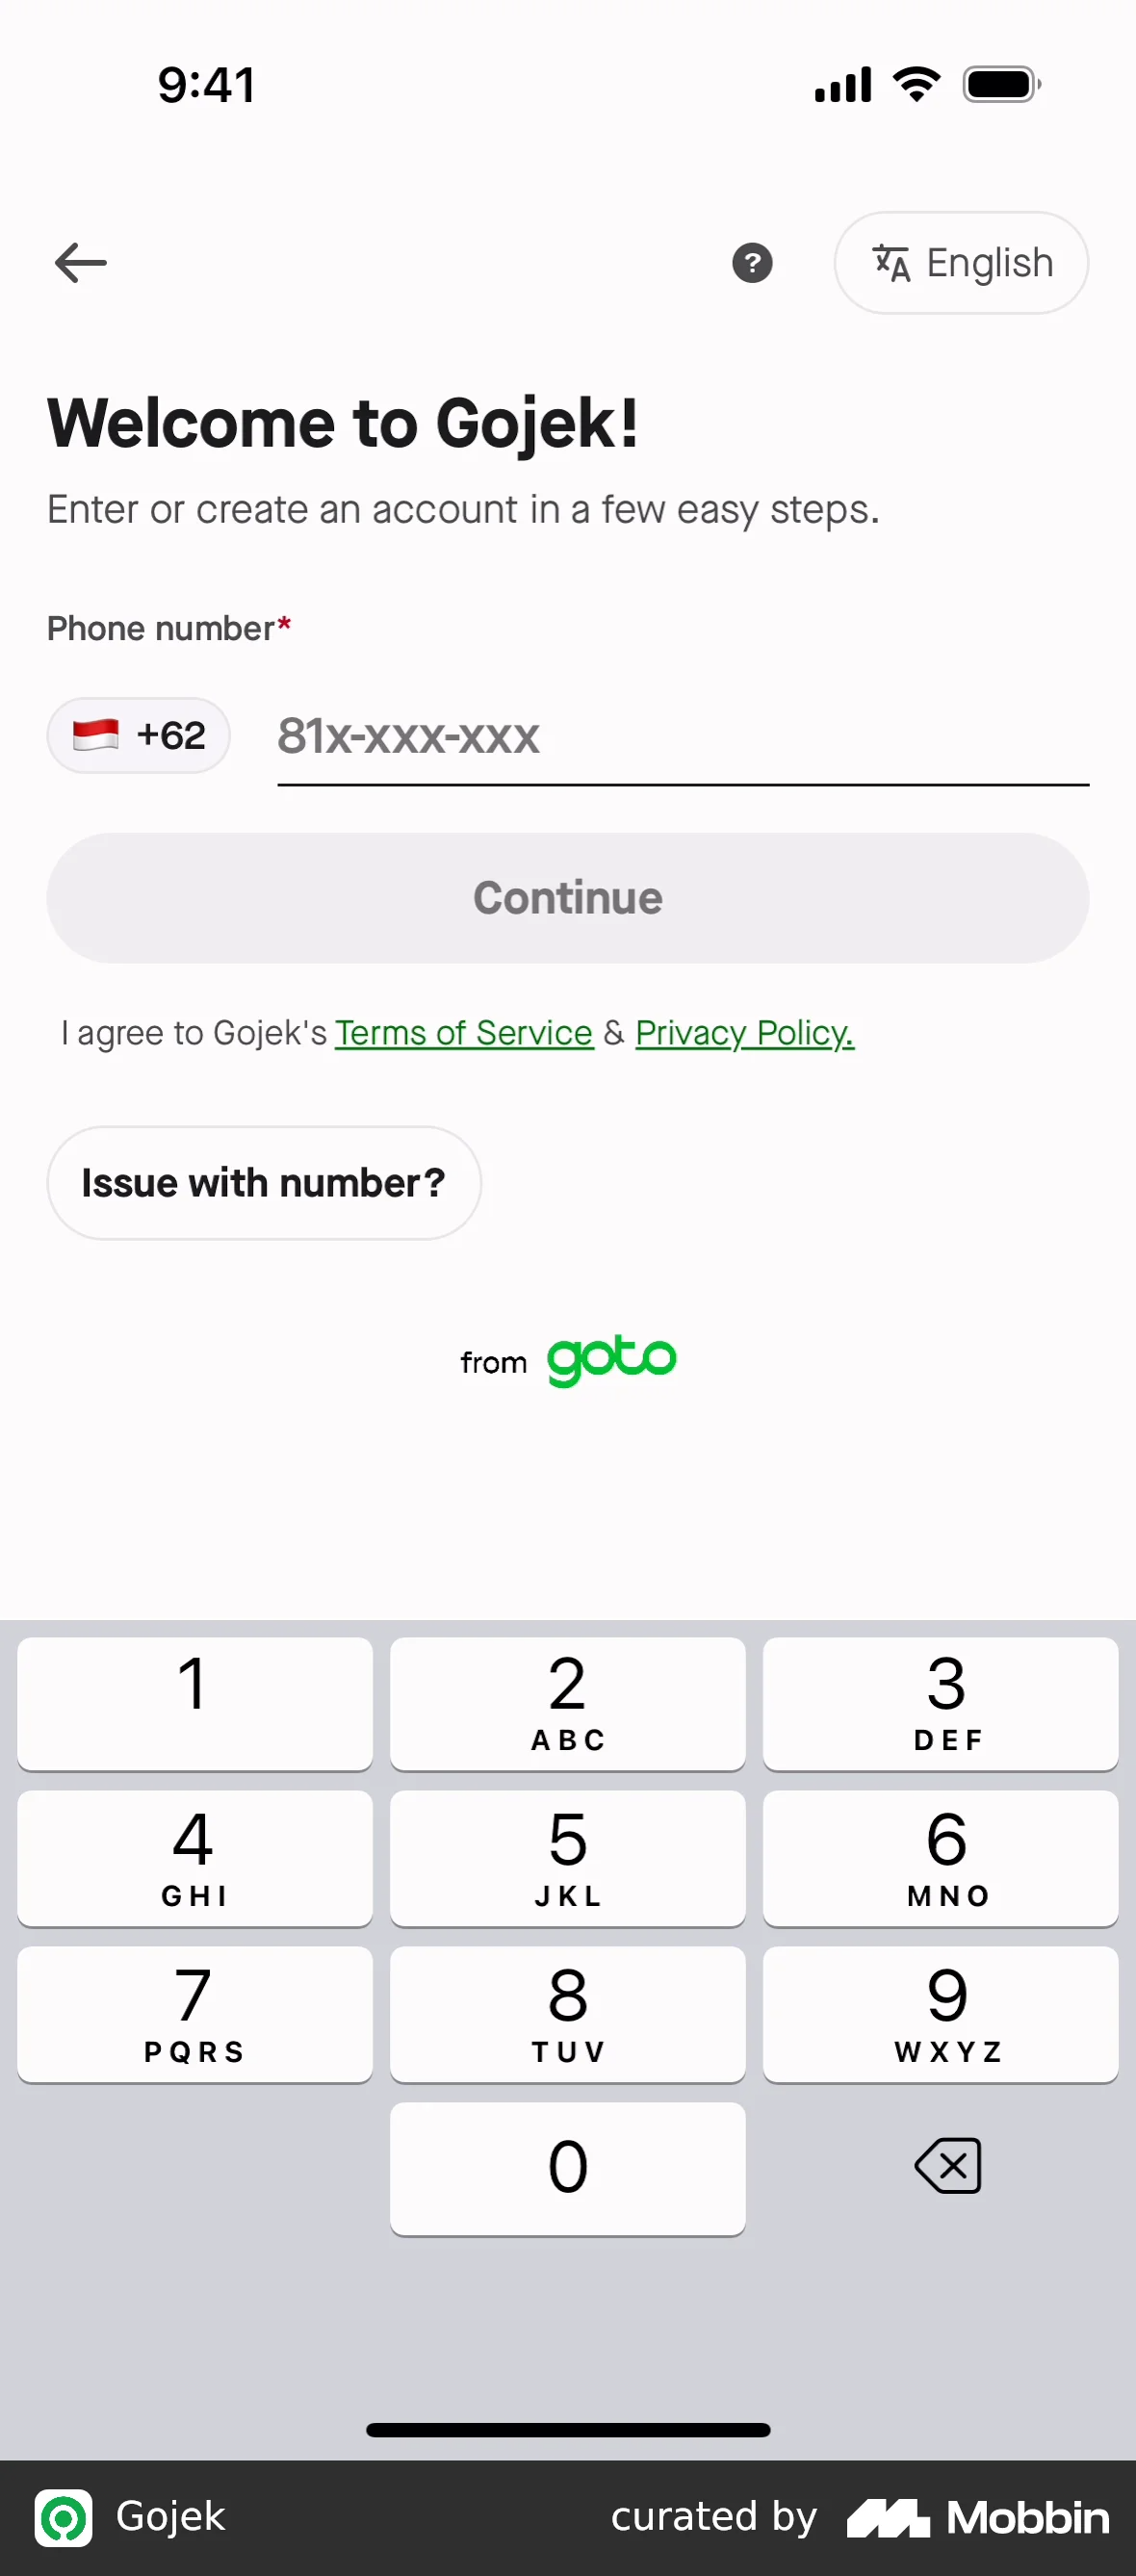 9:41
? English
Welcome to Gojek!
Enter or create an account in a few easy steps.
Phone number*
+62 81x-xxx-xxx
Continue
I agree to Gojek's Terms of Service & Privacy Policy.
Issue with number?
from goto
1 2 3
ABC DEF
4 5 6
GHI JKL MNO
7 8 9
PQRS TUV WXYZ
0
Gojek curated by Mobbin